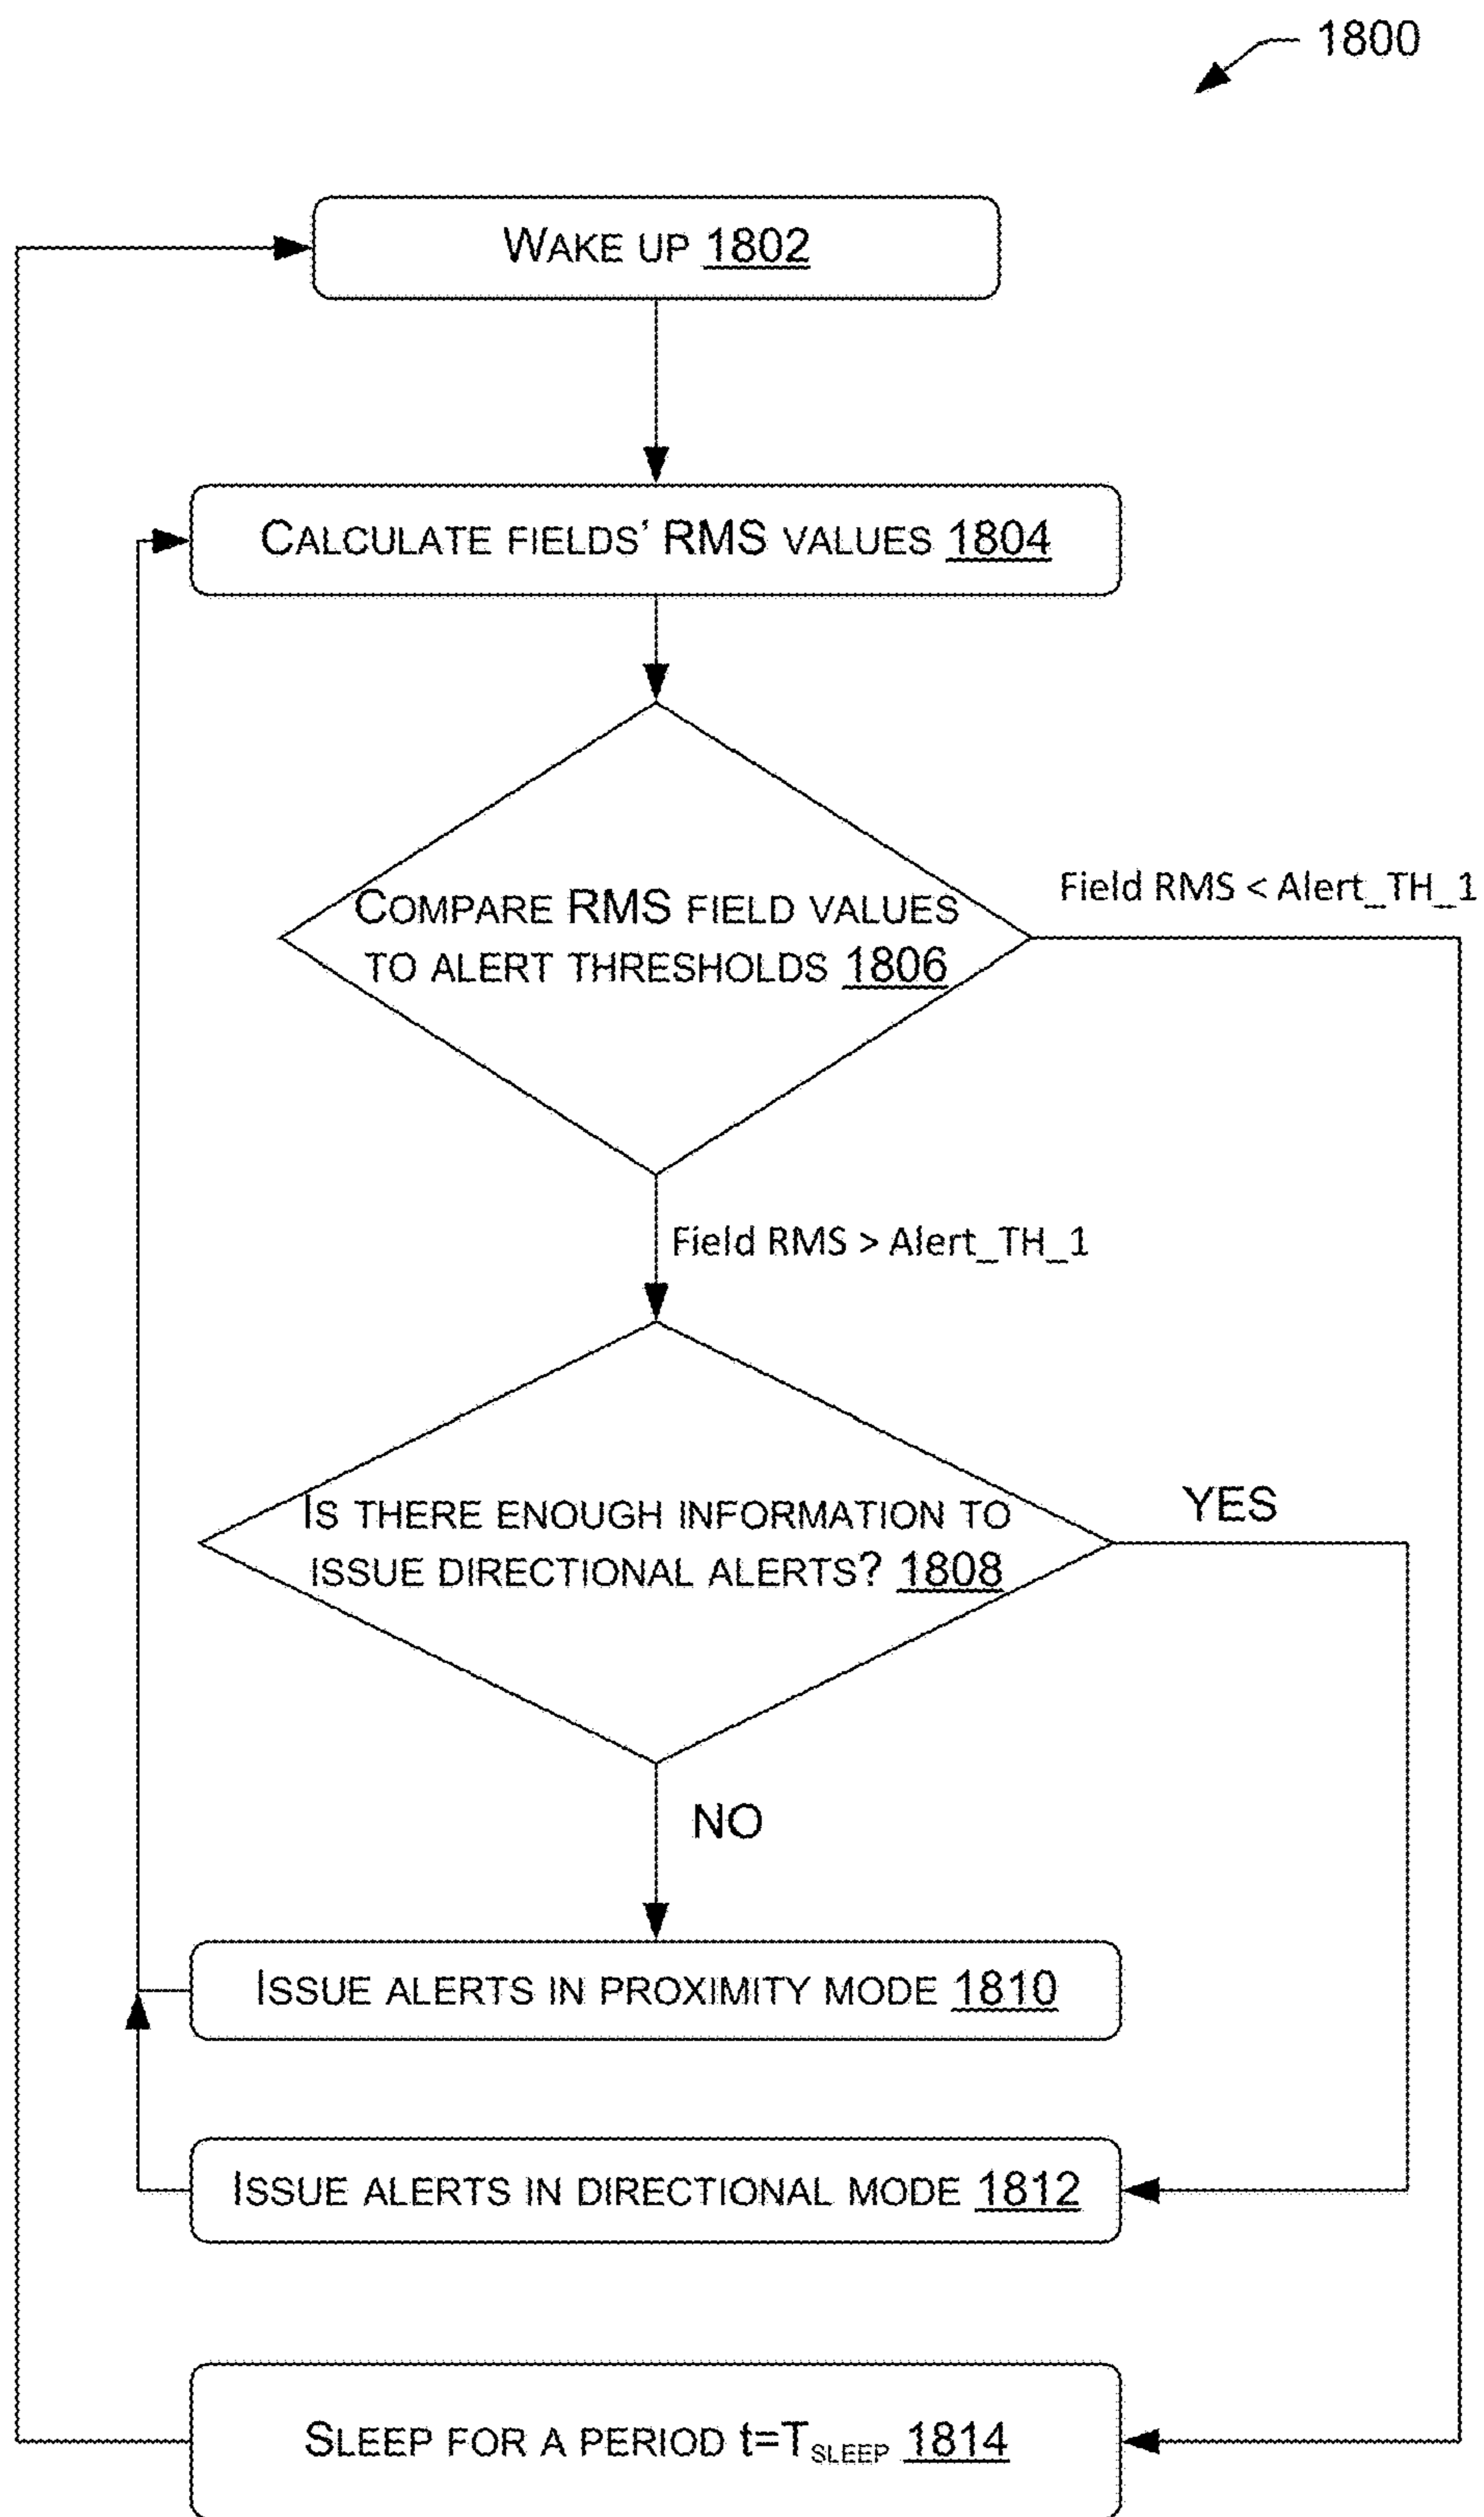 1800
WAKE UP 1802
CALCULATE FIELDS' RMS VALUES 1804
COMPARE RMS FIELD VALUES
TO ALERT THRESHOLDS 1806
Field RMS < Alert_TH_1
Field RMS > Alert_TH_1
IS THERE ENOUGH INFORMATION TO
ISSUE DIRECTIONAL ALERTS? 1808
YES
NO
ISSUE ALERTS IN PROXIMITY MODE 1810
ISSUE ALERTS IN DIRECTIONAL MODE 1812
SLEEP FOR A PERIOD t=TSLEEP 1814